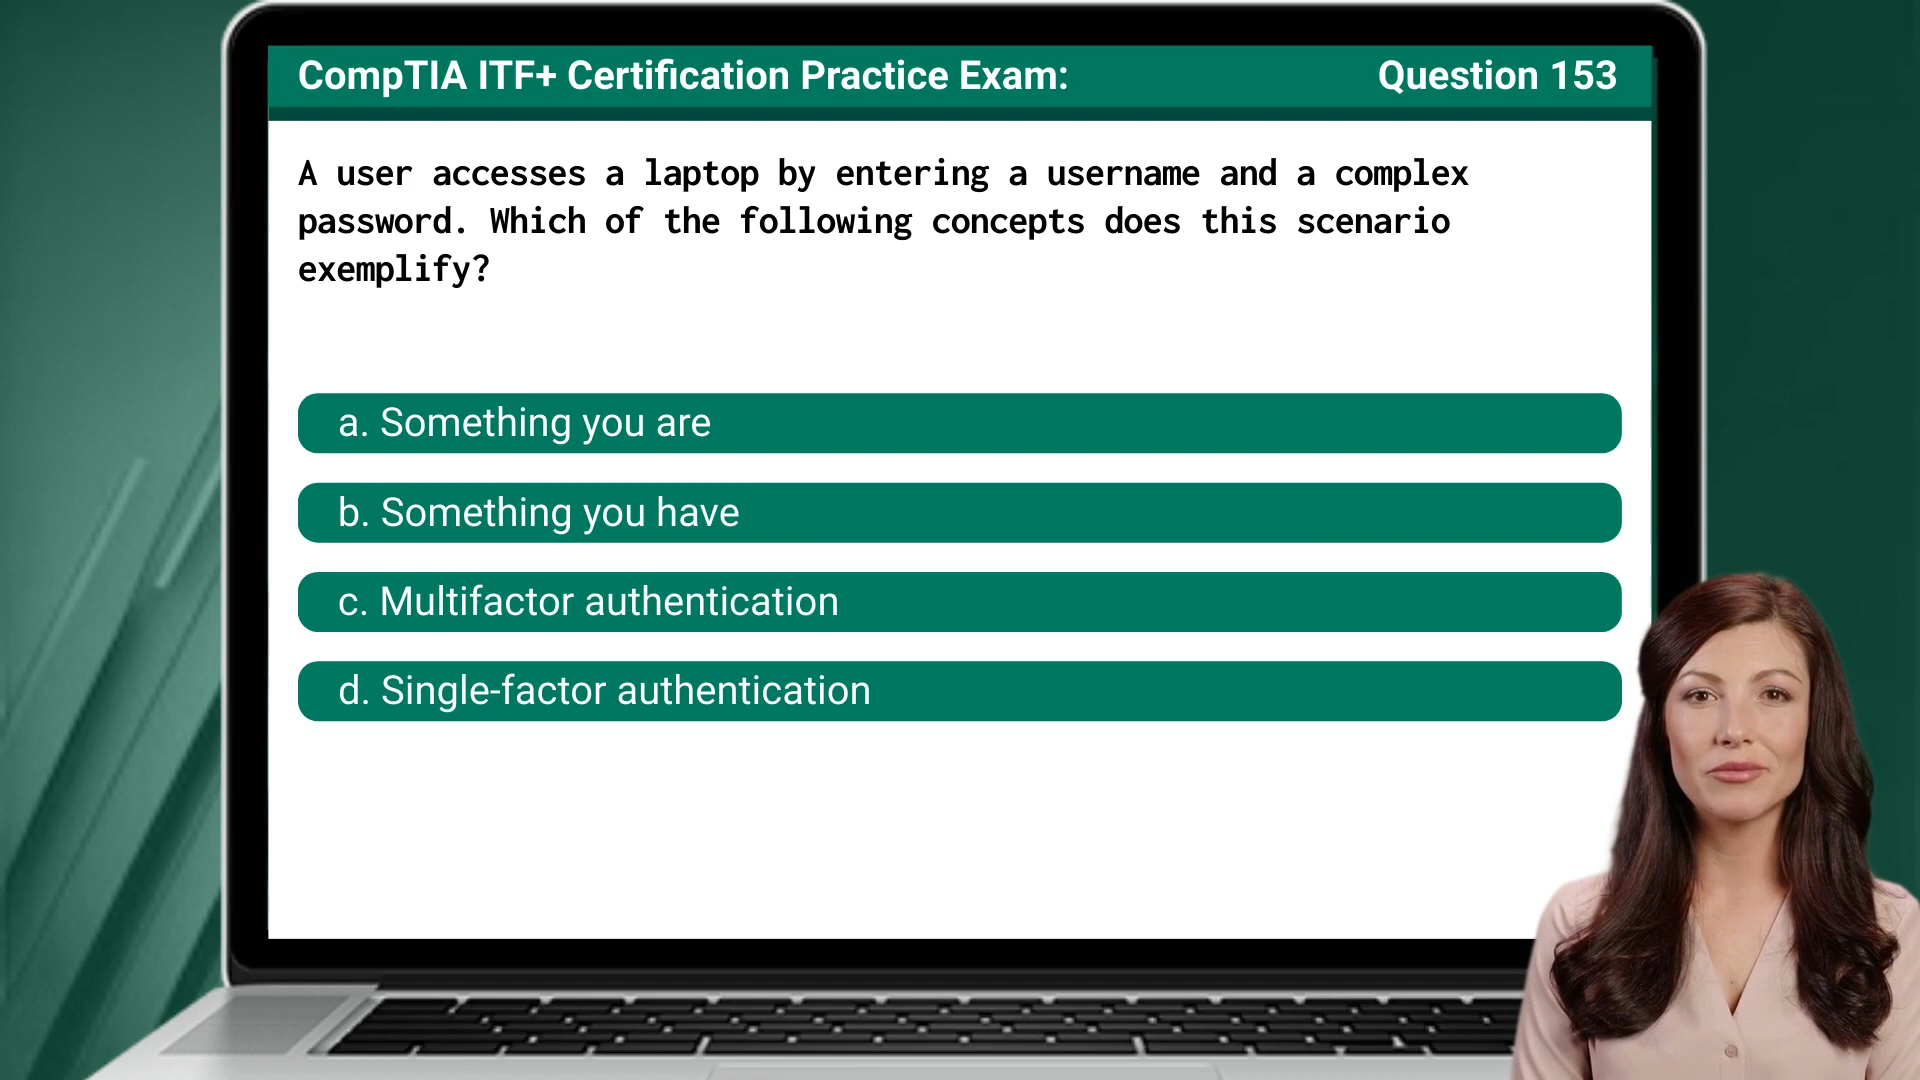 CompTIA ITF+ Certification Practice Exam:
Question 153
A user accesses a laptop by entering a username and a complex
password. Which of the following concepts does this scenario
exemplify?
a. Something you are
b. Something you have
c. Multifactor authentication
d. Single-factor authentication